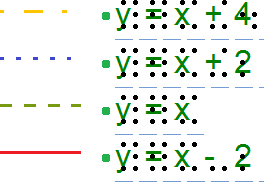 y = x + 4
y = x + 2
y = x
y = x - 2